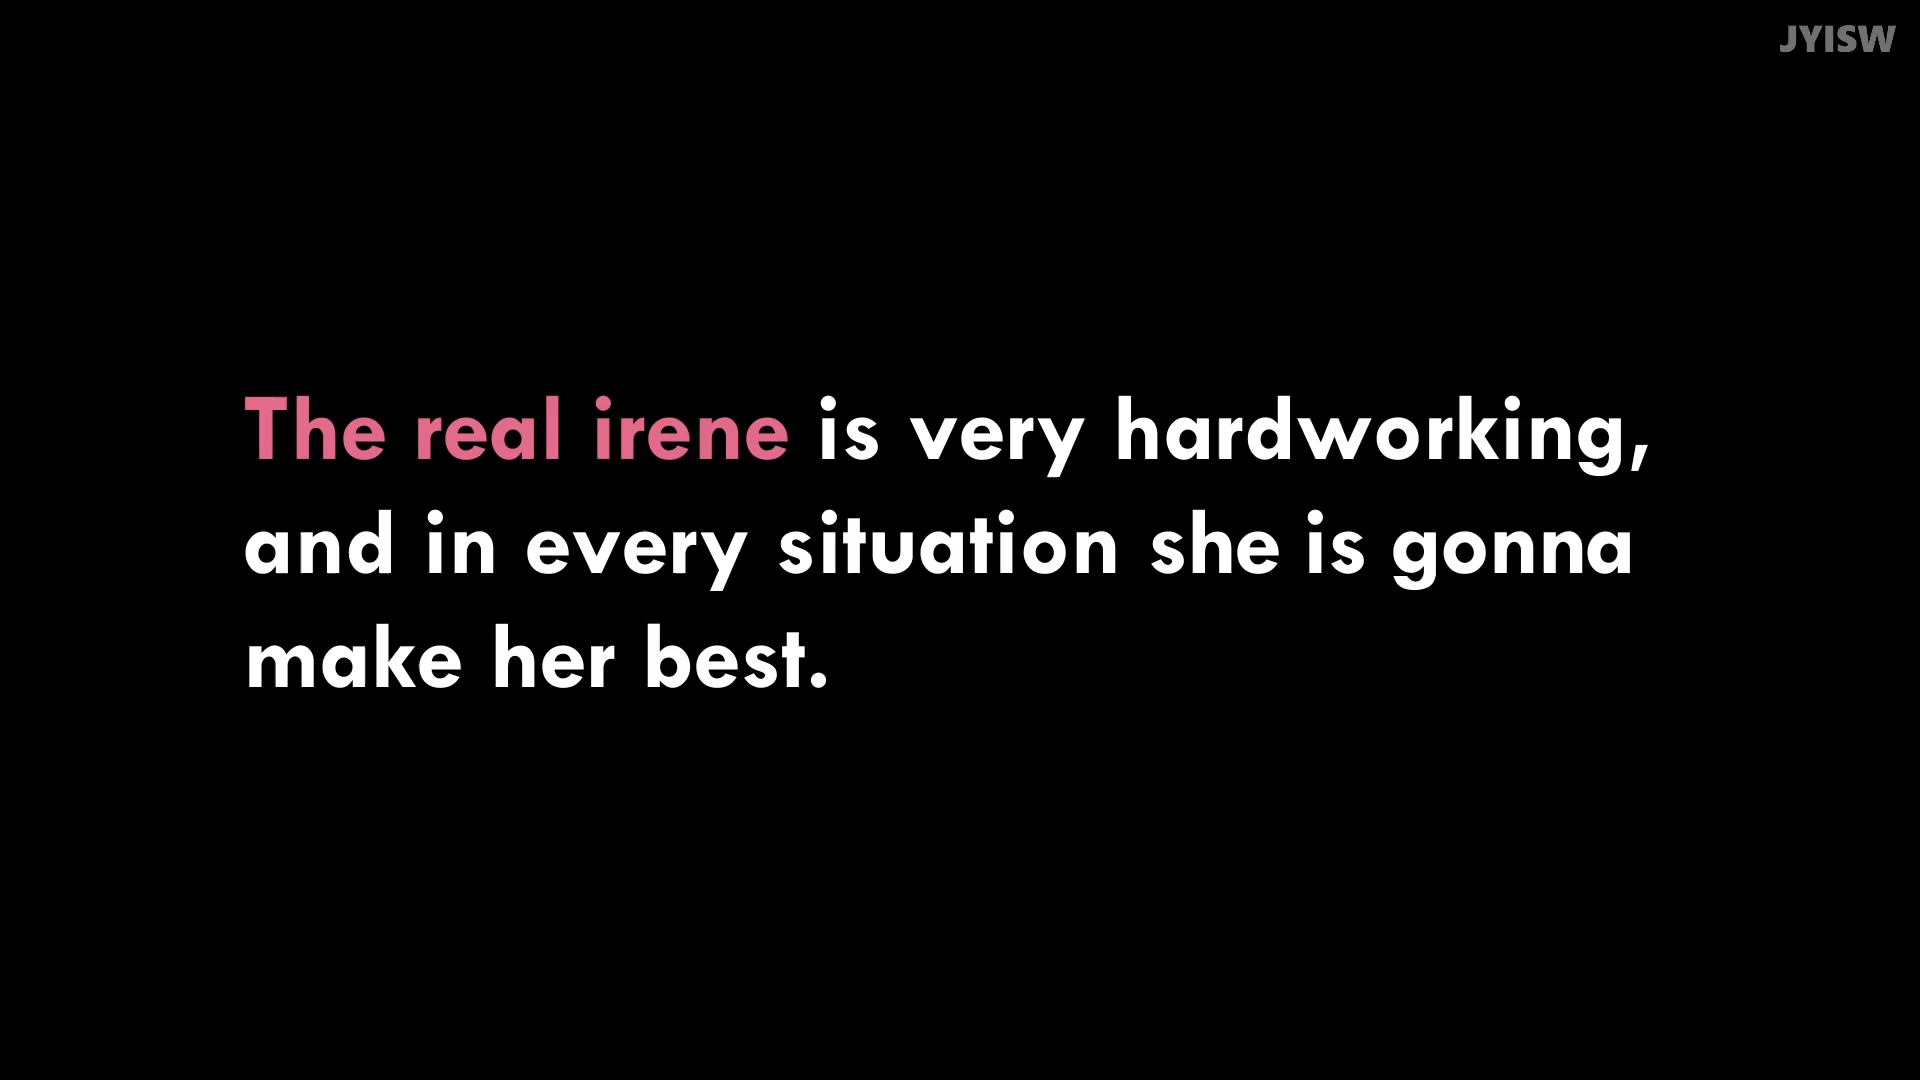 JYISW
The real irene is very hardworking,
and in every situation she is gonna
make her best.